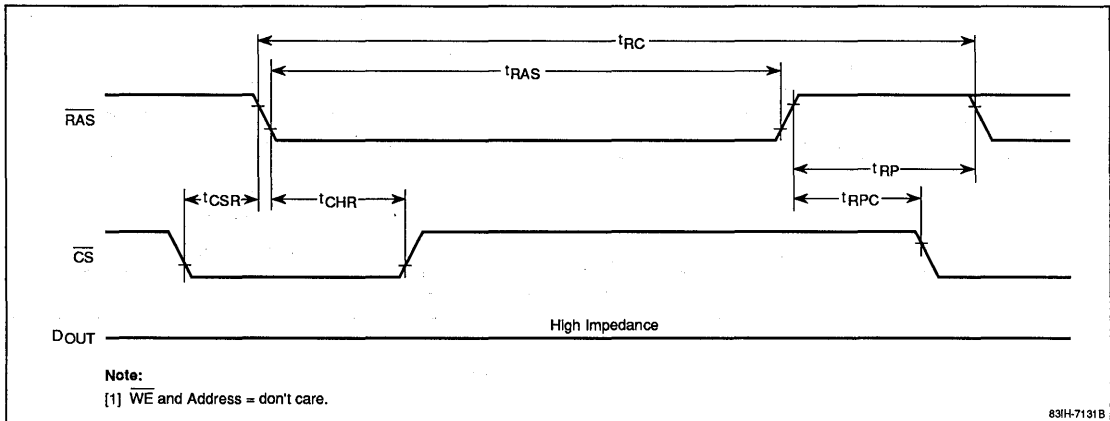 tRC
tRAS
RAS
tRP
tCSR
tCHR
tRPC
CS
High Impedance
DOUT
Note:
[1] WE and Address = don't care.
83IH-7131B